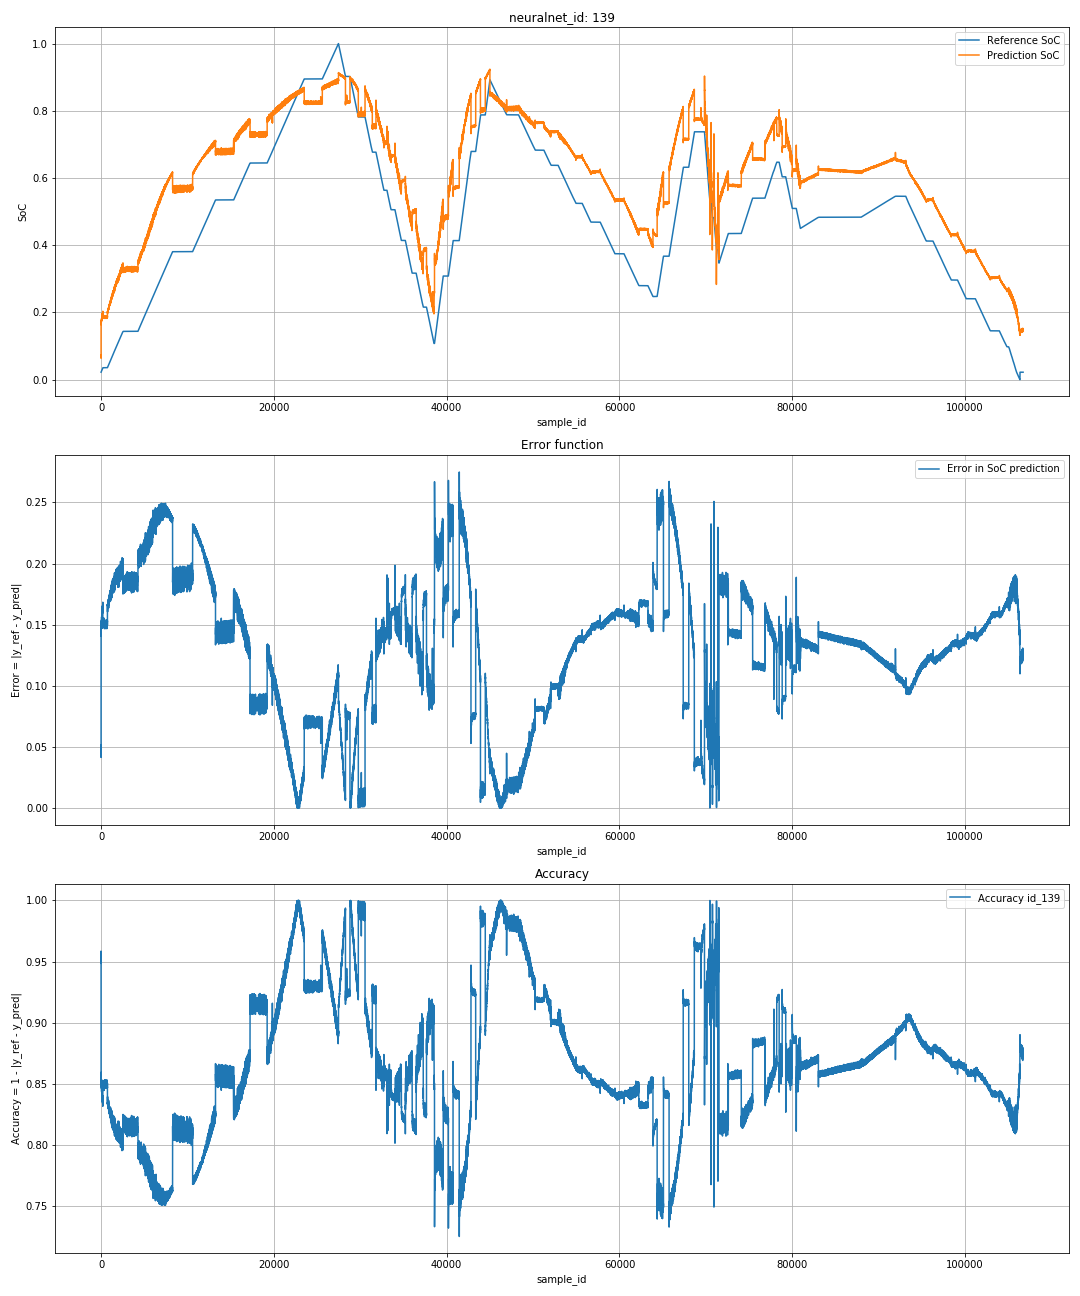 neuralnet_id: 139
Reference SoC
Prediction SoC
SoC
1.0
0.8
0.6
0.4
0.2
0.0
0 20000 40000 60000 80000 100000
sample_id
Error function
Error in SoC prediction
Error = |y_ref - y_pred|
0.25
0.20
0.15
0.10
0.05
0.00
0 20000 40000 60000 80000 100000
sample_id
Accuracy
Accuracy id_139
Accuracy = 1 - |y_ref - y_pred|
1.00
0.95
0.90
0.85
0.80
0.75
0 20000 40000 60000 80000 100000
sample_id